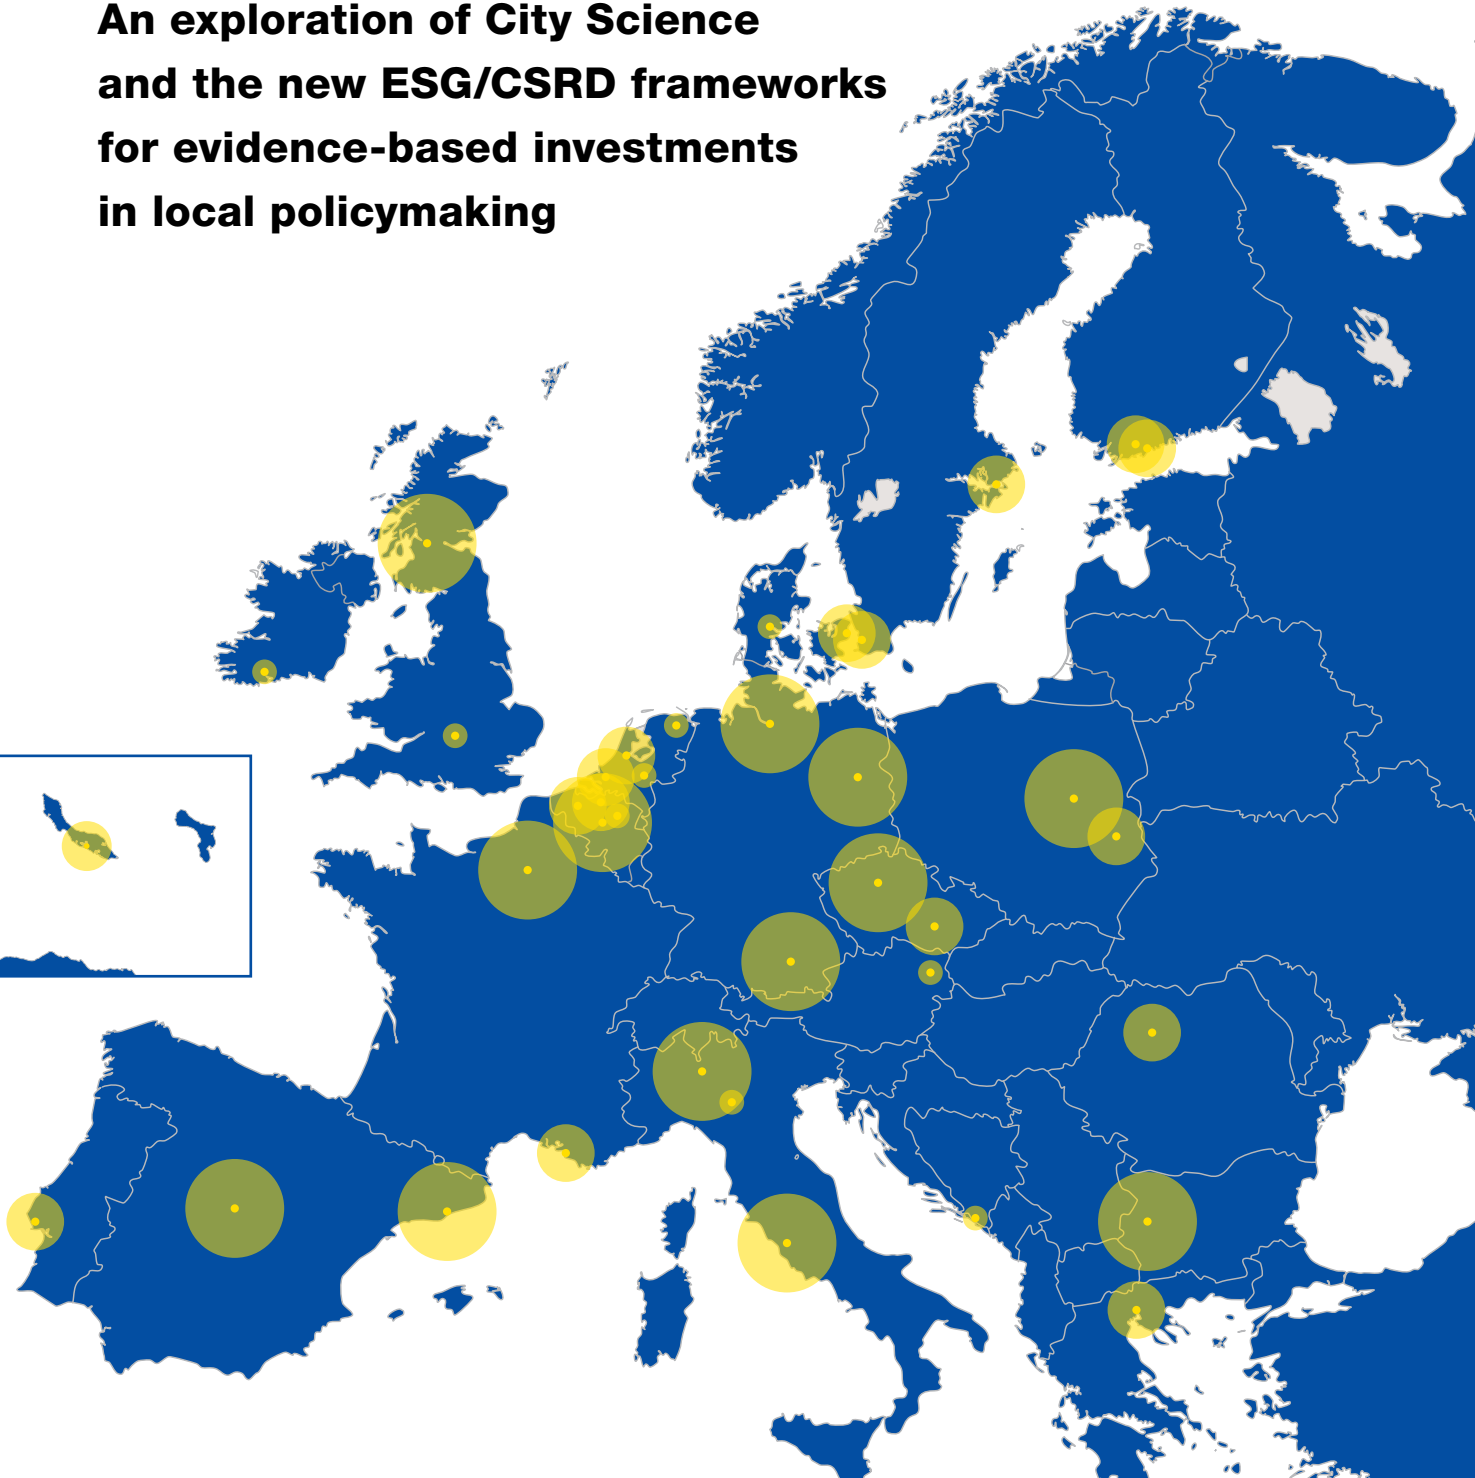 An exploration of City Science
and the new ESG/CSRD frameworks
for evidence-based investments
in local policymaking